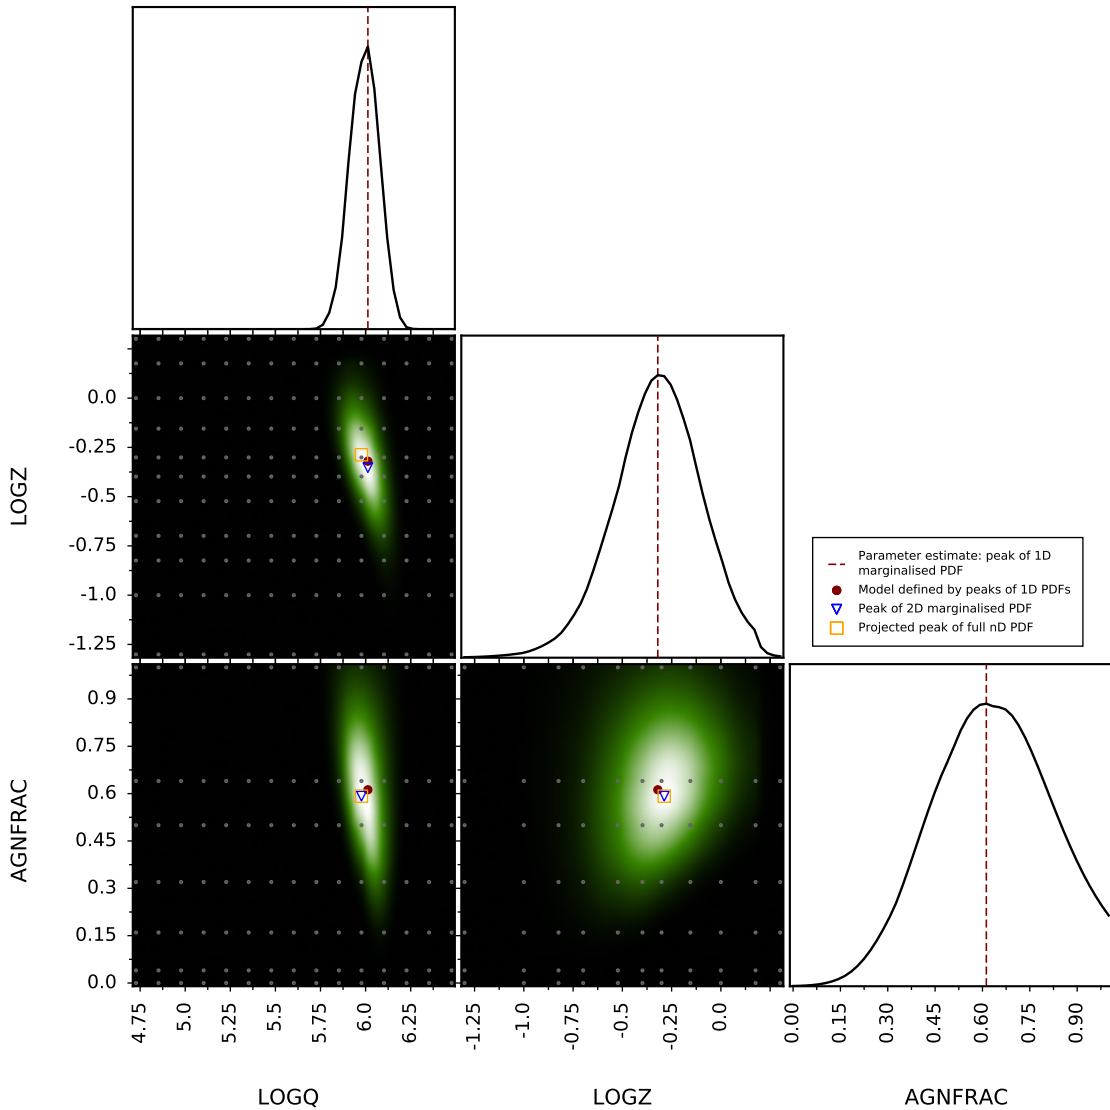 0.0
-0.25
-0.5
-0.75
-1.0
-1.25
LOGZ
Parameter estimate: peak of 1D
marginalised PDF
Model defined by peaks of 1D PDFs
Peak of 2D marginalised PDF
Projected peak of full nD PDF
0.9
0.75
0.6
0.45
0.3
0.15
0.0
AGNFRAC
4.75 5.0 5.25 5.5 5.75 6.0 6.25
-1.25 -1.0 -0.75 -0.5 -0.25 0.0
0.00 0.15 0.30 0.45 0.60 0.75 0.90
LOGQ LOGZ AGNFRAC